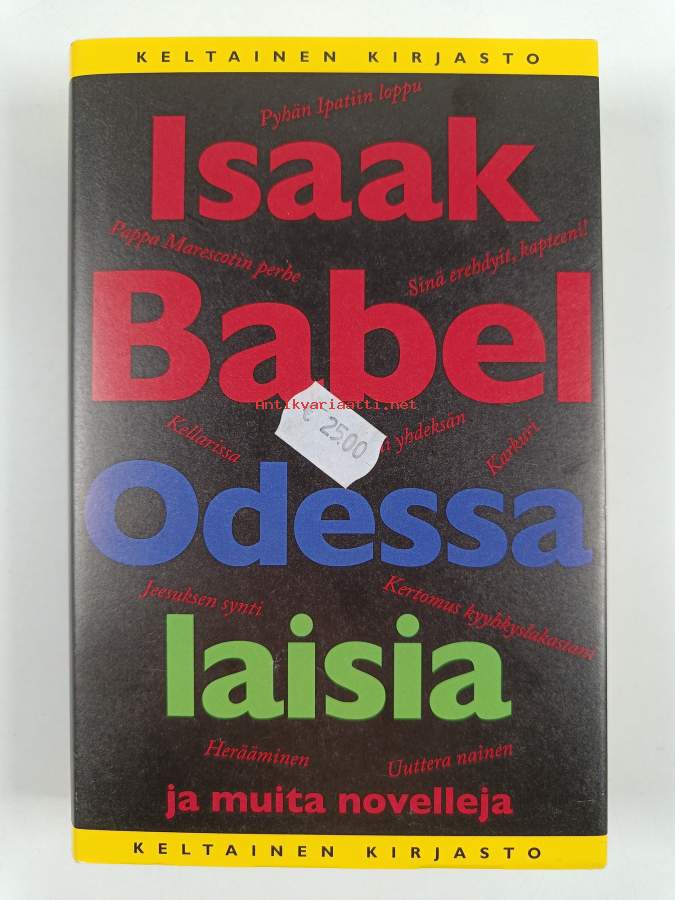 KELTAINEN KIRJASTO
Pyhän Ipatiin loppu
Isaak
Pappa Marescotin perhe
Sinä erehdyit, kapteeni!
Babel
Antikvariaatti.net
€ 25.00
Kellarissa
yhdeksän
Karkuri
Odessa
Jeesuksen synti
Kertomus kyyhkyslakastani
laisia
Herääminen
Uuttera nainen
ja muita novelleja
KELTAINEN KIRJASTO